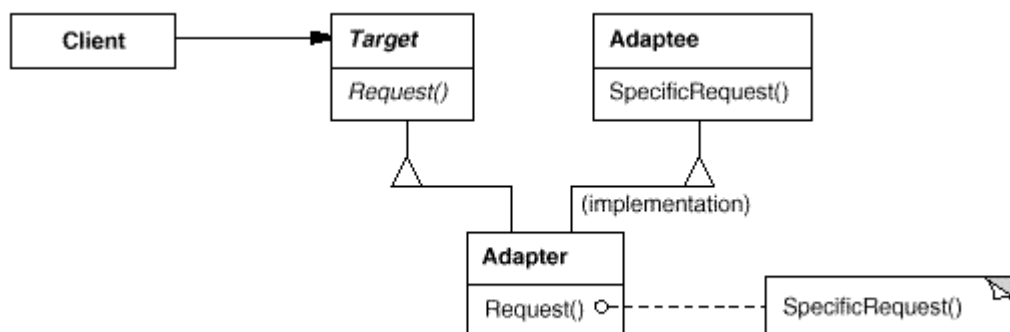 Client
Target
Request()
Adaptee
SpecificRequest()
(implementation)
Adapter
Request()
SpecificRequest()